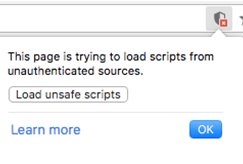 This page is trying to load scripts from
unauthenticated sources.
Load unsafe scripts
Learn more
OK